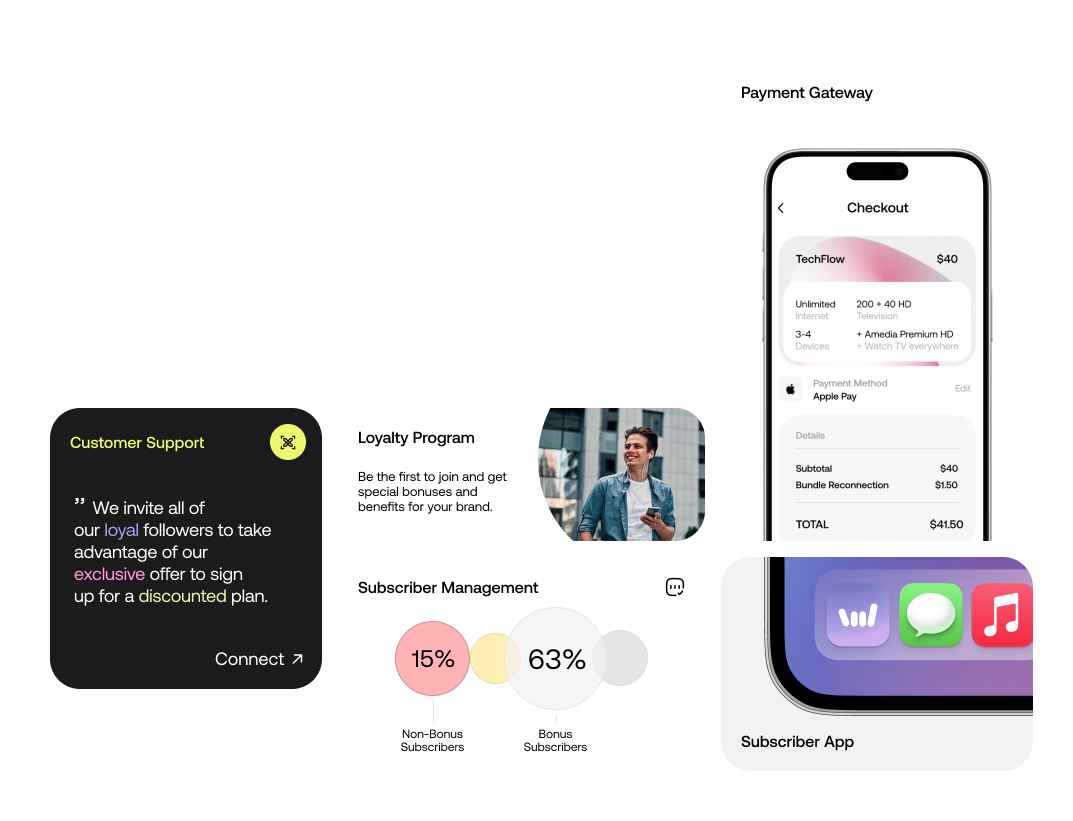 Payment Gateway
Checkout
TechFlow $40
Unlimited 200 + 40 HD
Internet Television
3-4 + Amedia Premium HD
Devices + Watch TV everywhere
Payment Method
Apple Pay
Edit
Details
Subtotal $40
Bundle Reconnection $1.50
TOTAL $41.50
Customer Support
” We invite all of
our loyal followers to take
advantage of our
exclusive offer to sign
up for a discounted plan.
Connect
Loyalty Program
Be the first to join and get
special bonuses and
benefits for your brand.
Subscriber Management
15%
63%
Non-Bonus
Subscribers
Bonus
Subscribers
Subscriber App